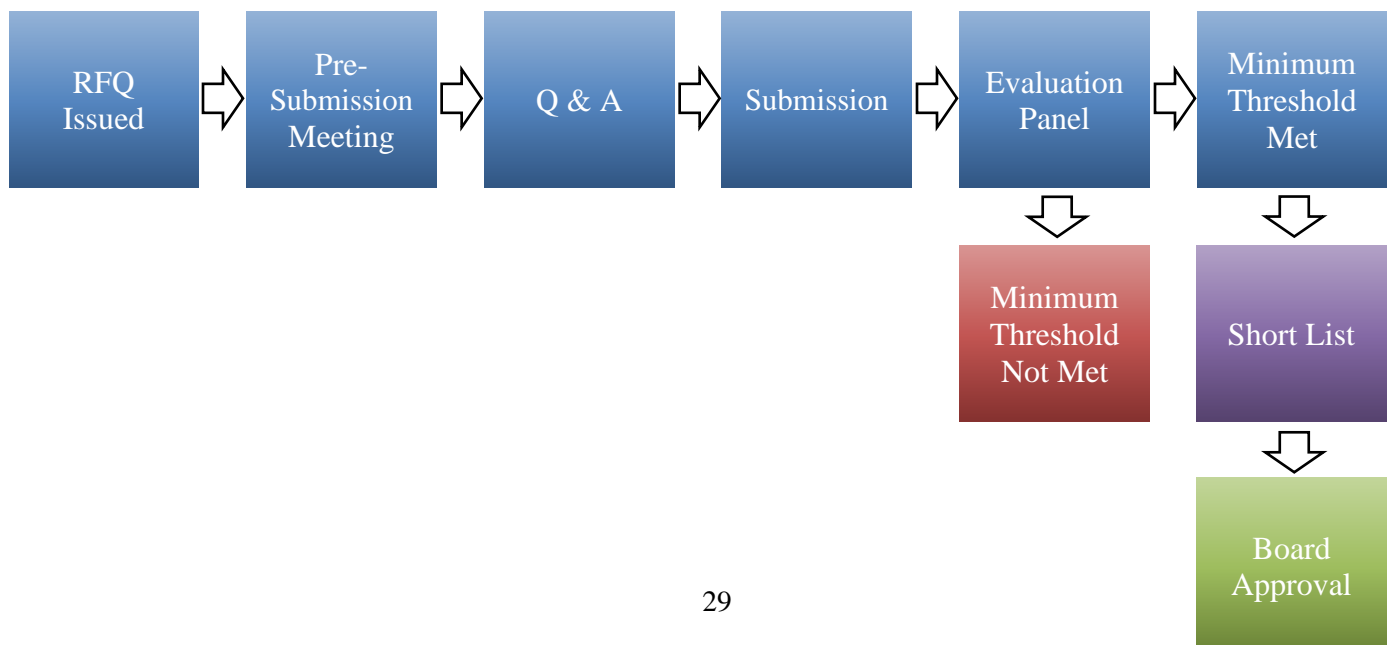 RFQ
Issued
Pre-
Submission
Meeting
Q & A
Submission
Evaluation
Panel
Minimum
Threshold
Met
Minimum
Threshold
Not Met
Short List
Board
Approval
29